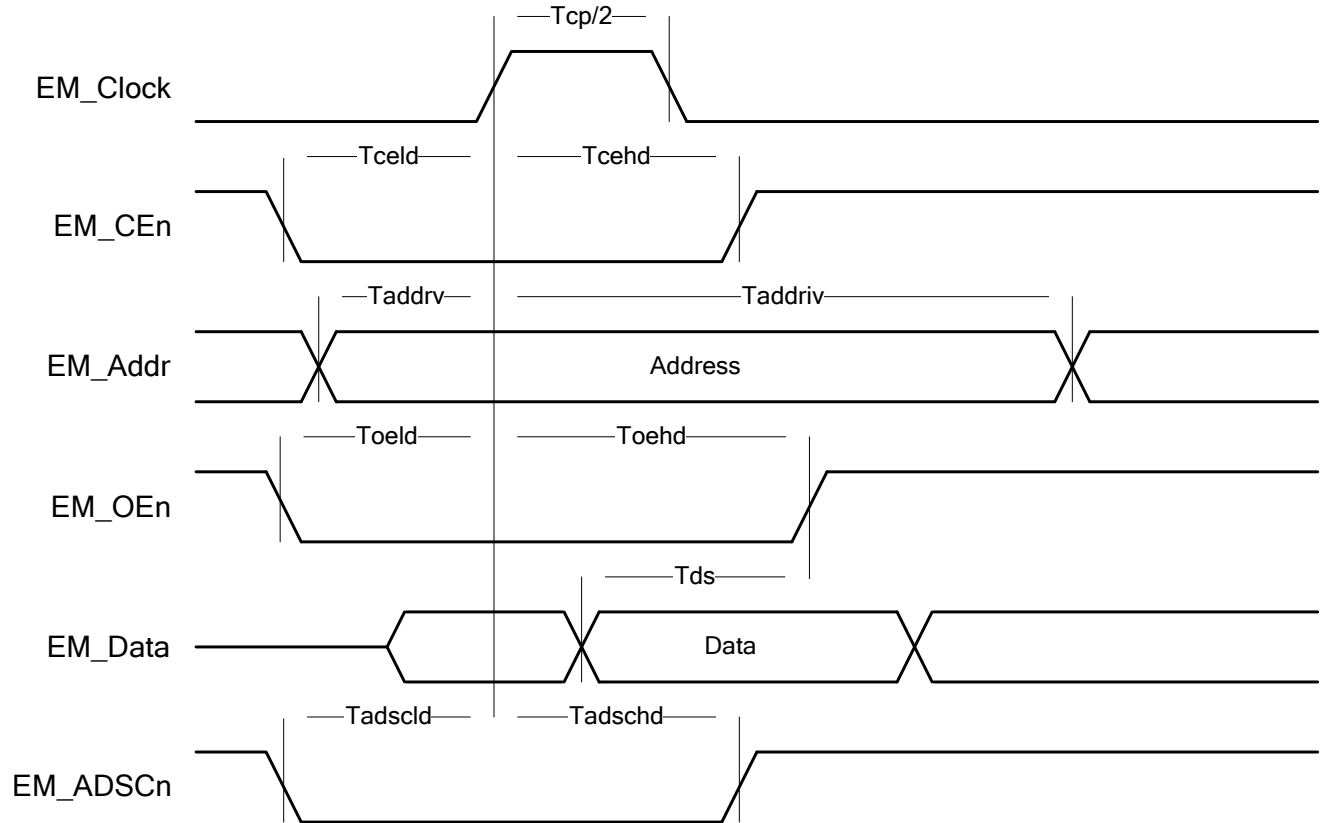 Tcp/2
EM_Clock
Tceld
Tcehd
EM_CEn
Taddrv
Taddriv
EM_Addr
Address
Toeld
Toehd
EM_OEn
Tds
EM_Data
Data
Tadscld
Tadschd
EM_ADSCn